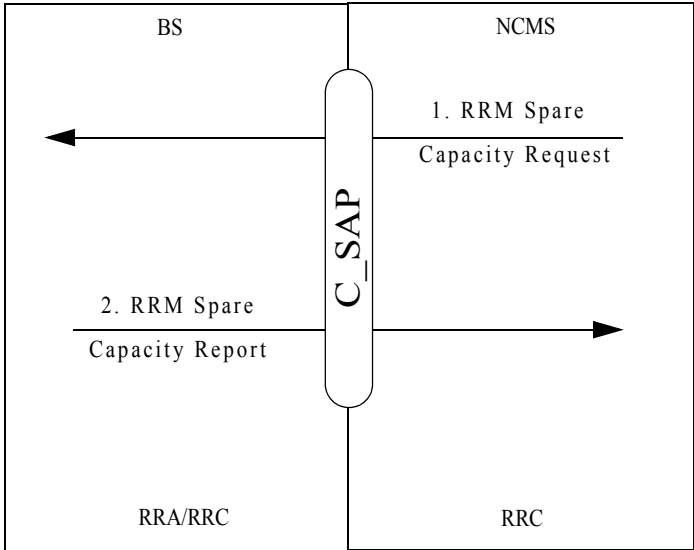 BS
NCMS
1. RRM Spare
Capacity Request
C_SAP
2. RRM Spare
Capacity Report
RRA/RRC
RRC